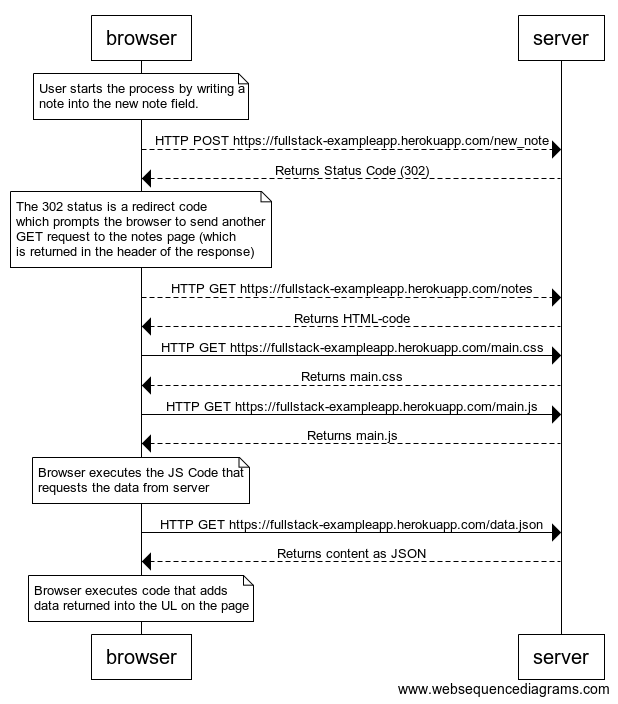 browser
server
User starts the process by writing a
note into the new note field.
HTTP POST https://fullstack-exampleapp.herokuapp.com/new_note
Returns Status Code (302)
The 302 status is a redirect code
which prompts the browser to send another
GET request to the notes page (which
is returned in the header of the response)
HTTP GET https://fullstack-exampleapp.herokuapp.com/notes
Returns HTML-code
HTTP GET https://fullstack-exampleapp.herokuapp.com/main.css
Returns main.css
HTTP GET https://fullstack-exampleapp.herokuapp.com/main.js
Returns main.js
Browser executes the JS Code that
requests the data from server
HTTP GET https://fullstack-exampleapp.herokuapp.com/data.json
Returns content as JSON
Browser executes code that adds
data returned into the UL on the page
browser
server
www.websequencediagrams.com